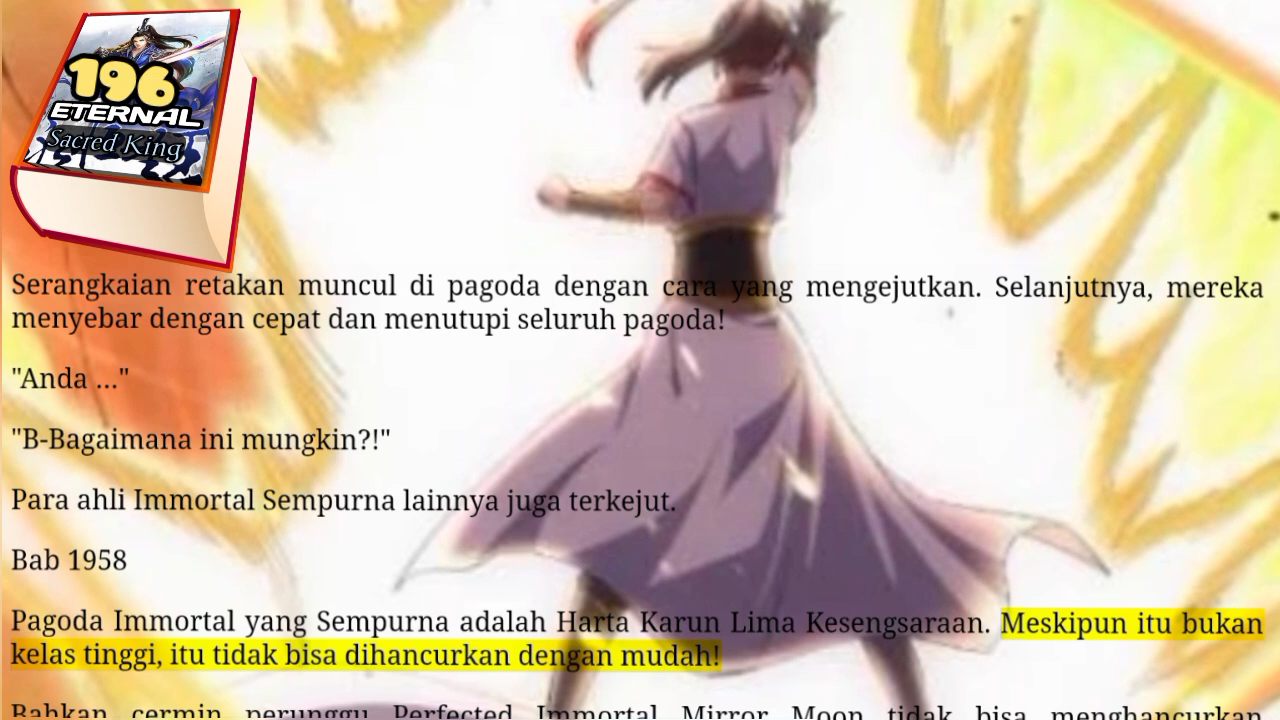 196
ETERNAL
Sacred King
Serangkaian retakan muncul di pagoda dengan cara yang mengejutkan. Selanjutnya, mereka
menyebar dengan cepat dan menutupi seluruh pagoda!
"Anda ..."
"B-Bagaimana ini mungkin?!"
Para ahli Immortal Sempurna lainnya juga terkejut.
Bab 1958
Pagoda Immortal yang Sempurna adalah Harta Karun Lima Kesengsaraan. Meskipun itu bukan
kelas tinggi, itu tidak bisa dihancurkan dengan mudah!
Bahkan cermin perunggu Perfected Immortal Mirror Moon tidak bisa menghancurkan